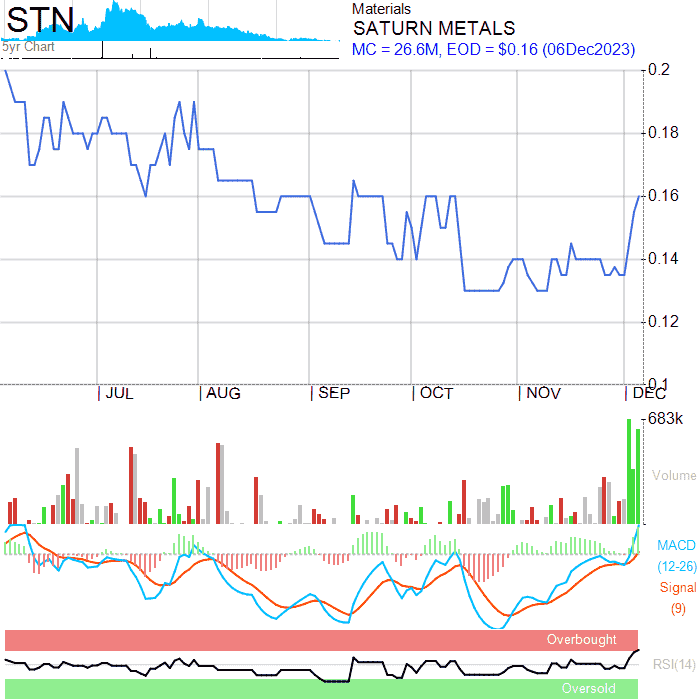 STN
5yr Chart
Materials
SATURN METALS
MC = 26.6M, EOD = $0.16 (06Dec2023)
0.2
0.18
0.16
0.14
0.12
0.1
JUL AUG SEP OCT NOV DEC
683k
Volume
MACD
(12-26)
Signal
(9)
Overbought
RSI(14)
Oversold